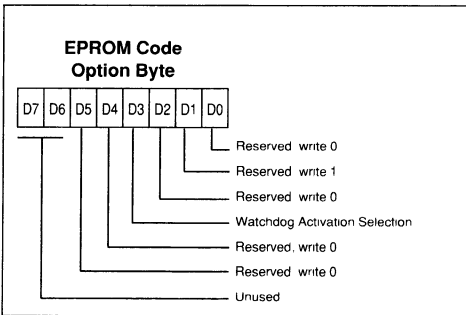 EPROM Code
Option Byte
D7 D6 D5 D4 D3 D2 D1 D0
Reserved write 0
Reserved write 1
Reserved write 0
Watchdog Activation Selection
Reserved, write 0
Reserved write 0
Unused